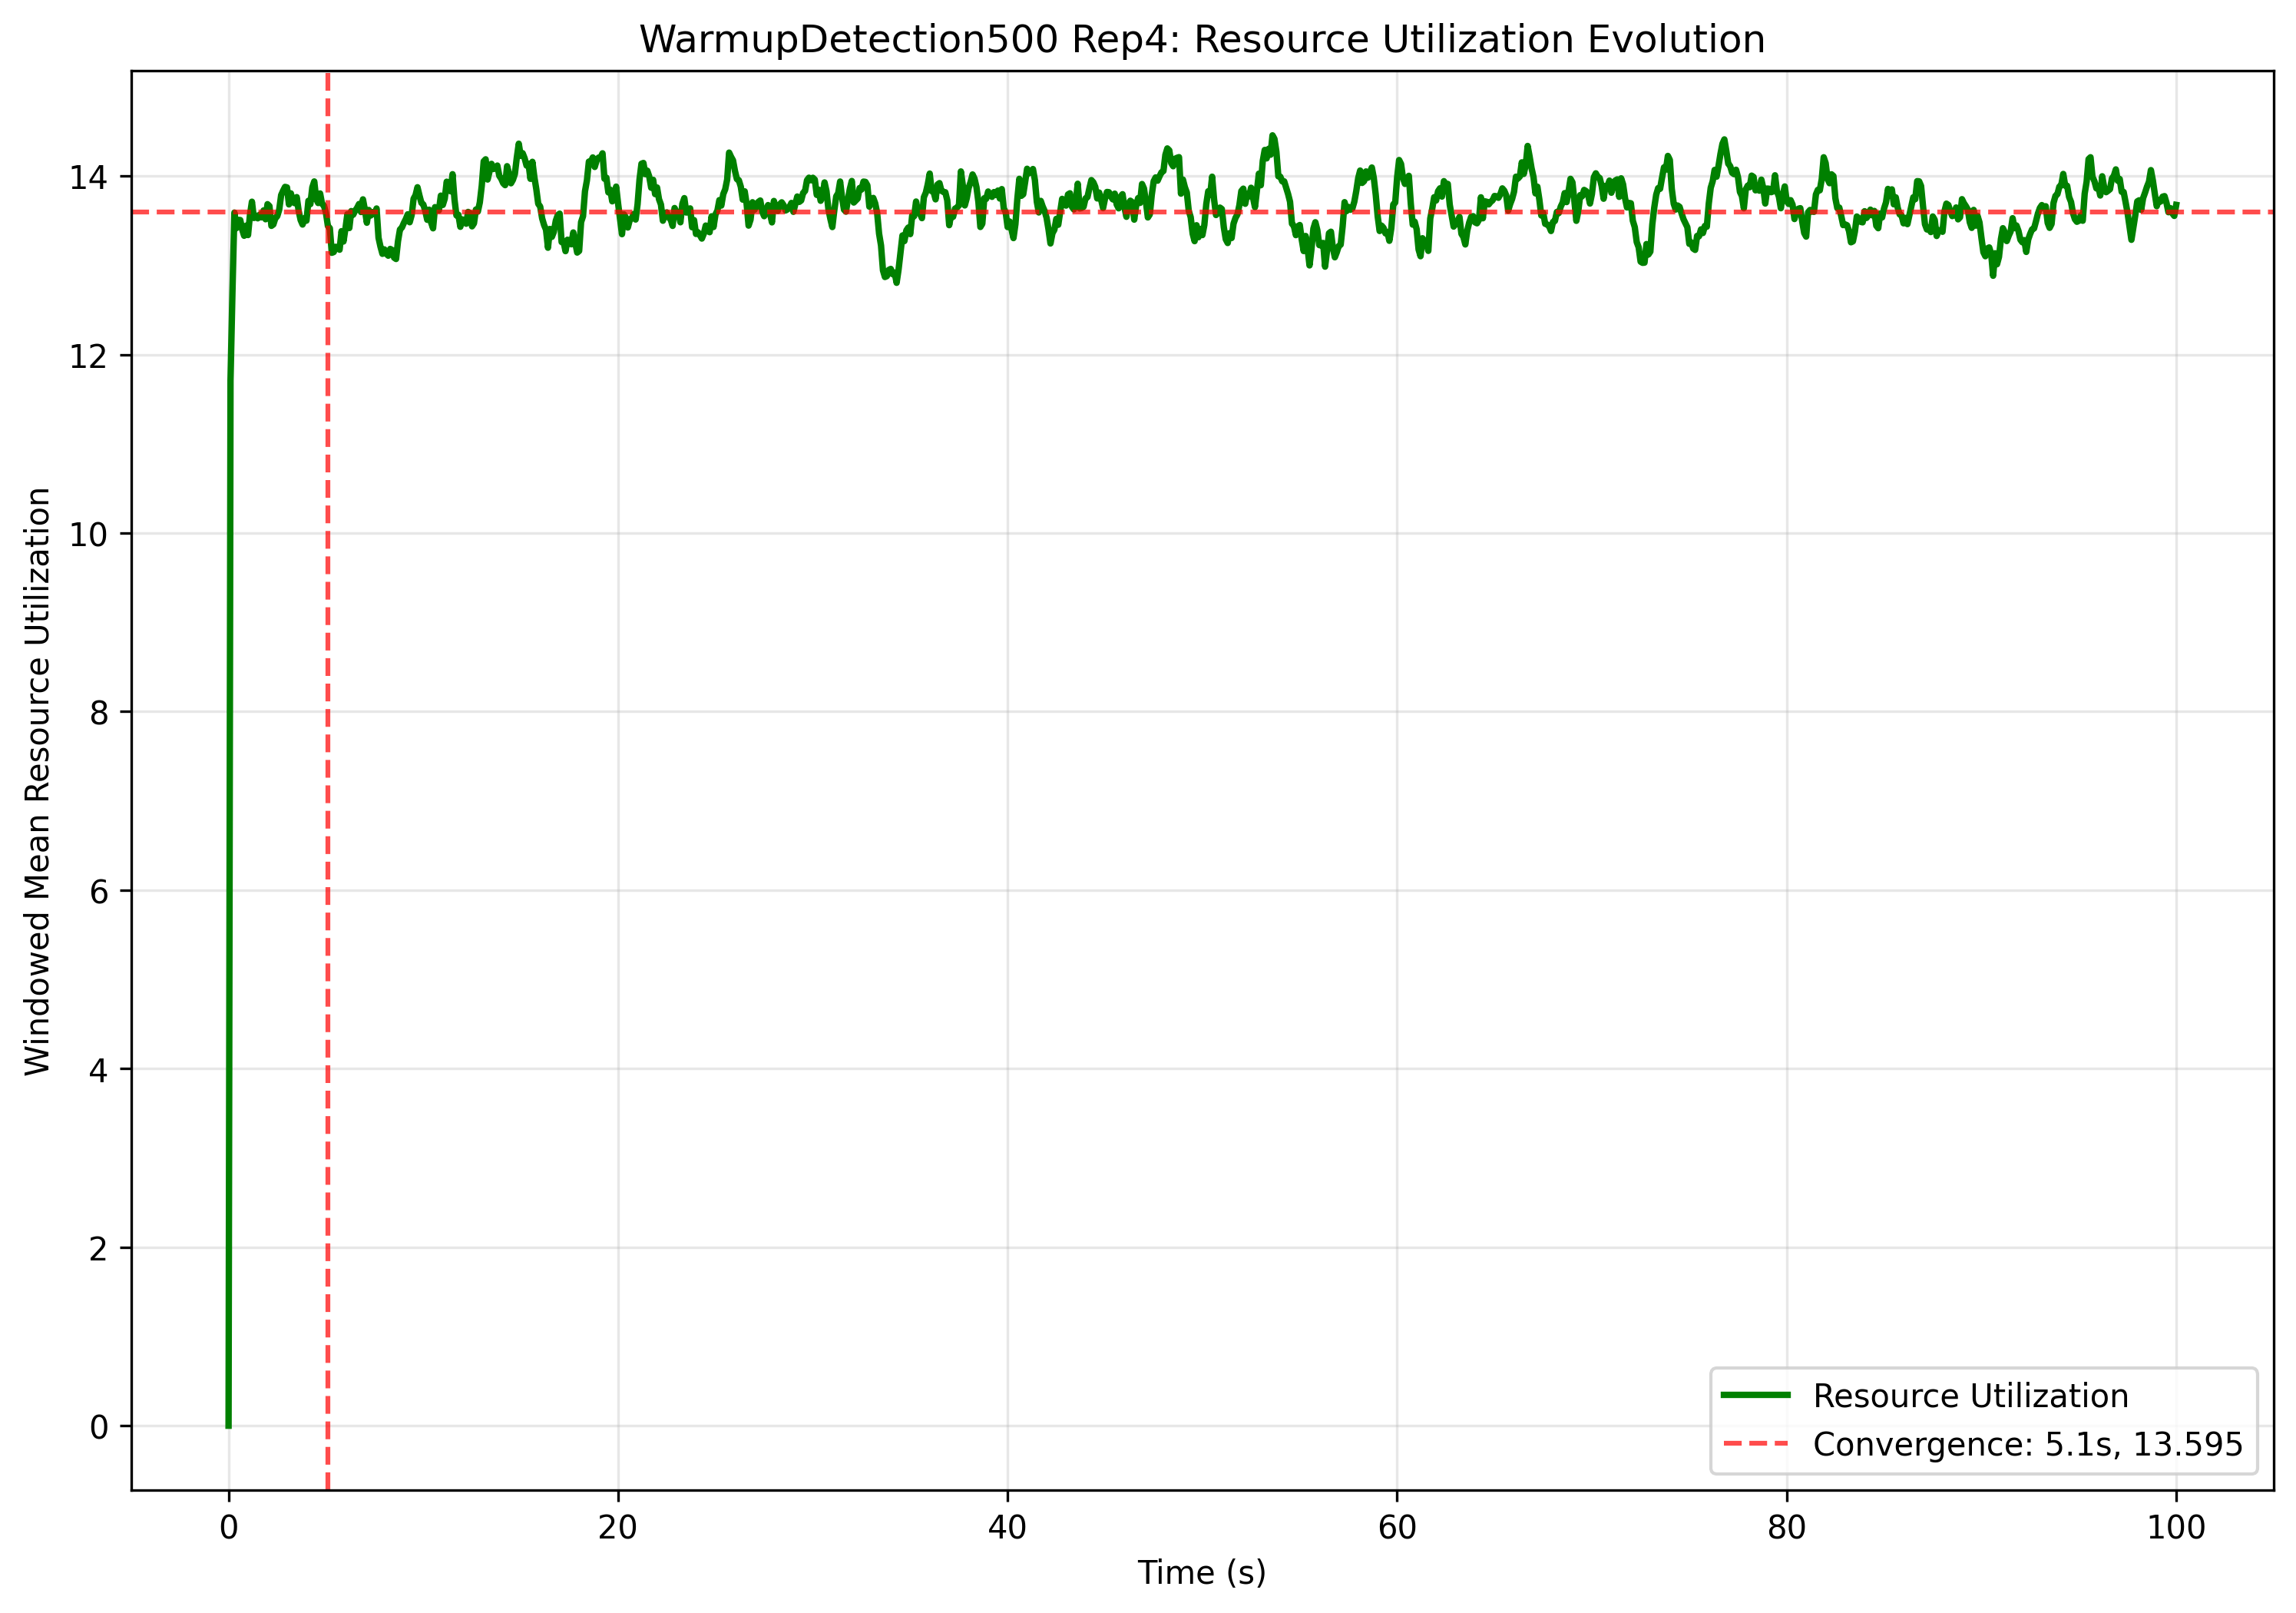 WarmupDetection500 Rep4: Resource Utilization Evolution
Windowed Mean Resource Utilization
14
12
10
8
6
4
2
0
0 20 40 60 80 100
Time (s)
Resource Utilization
Convergence: 5.1s, 13.595